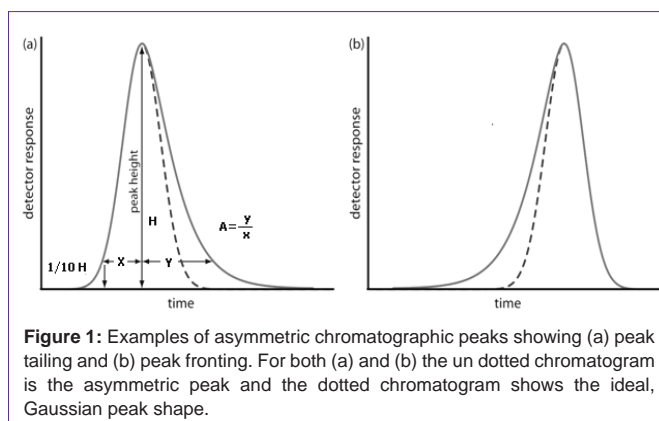 (a)
detector response
peak height
H
A=y/x
1/10 H
X
Y
time
(b)
detector response
time
Figure 1: Examples of asymmetric chromatographic peaks showing (a) peak
tailing and (b) peak fronting. For both (a) and (b) the un dotted chromatogram
is the asymmetric peak and the dotted chromatogram shows the ideal,
Gaussian peak shape.